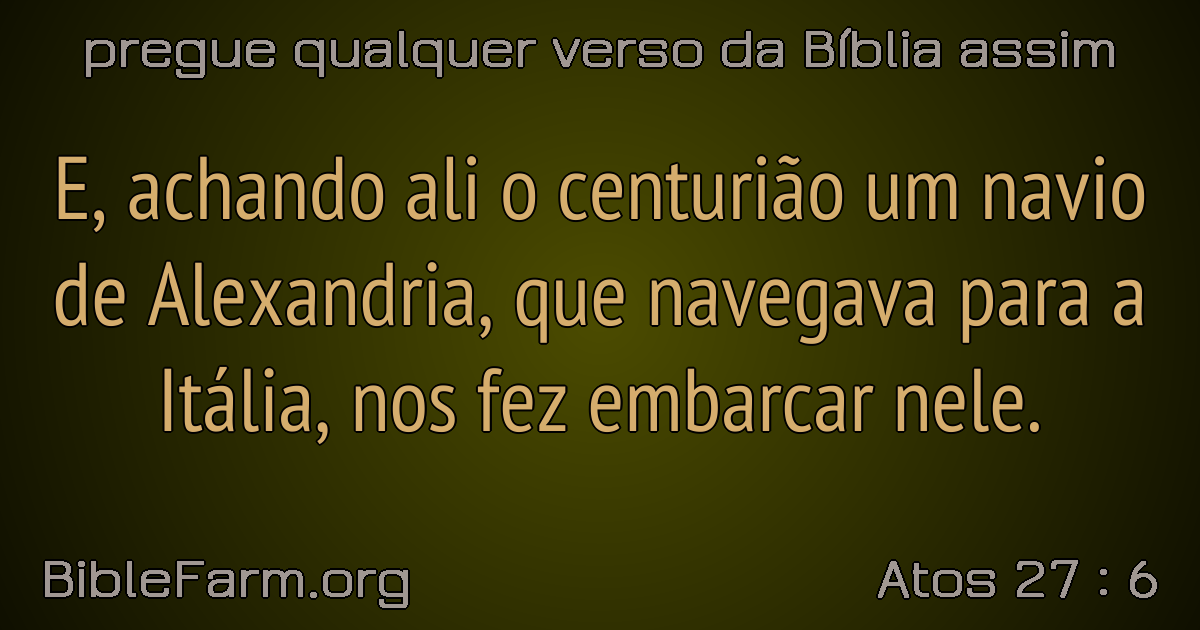 pregue qualquer verso da Bíblia assim
E, achando ali o centurião um navio
de Alexandria, que navegava para a
Itália, nos fez embarcar nele.
BibleFarm.org
Atos 27 : 6